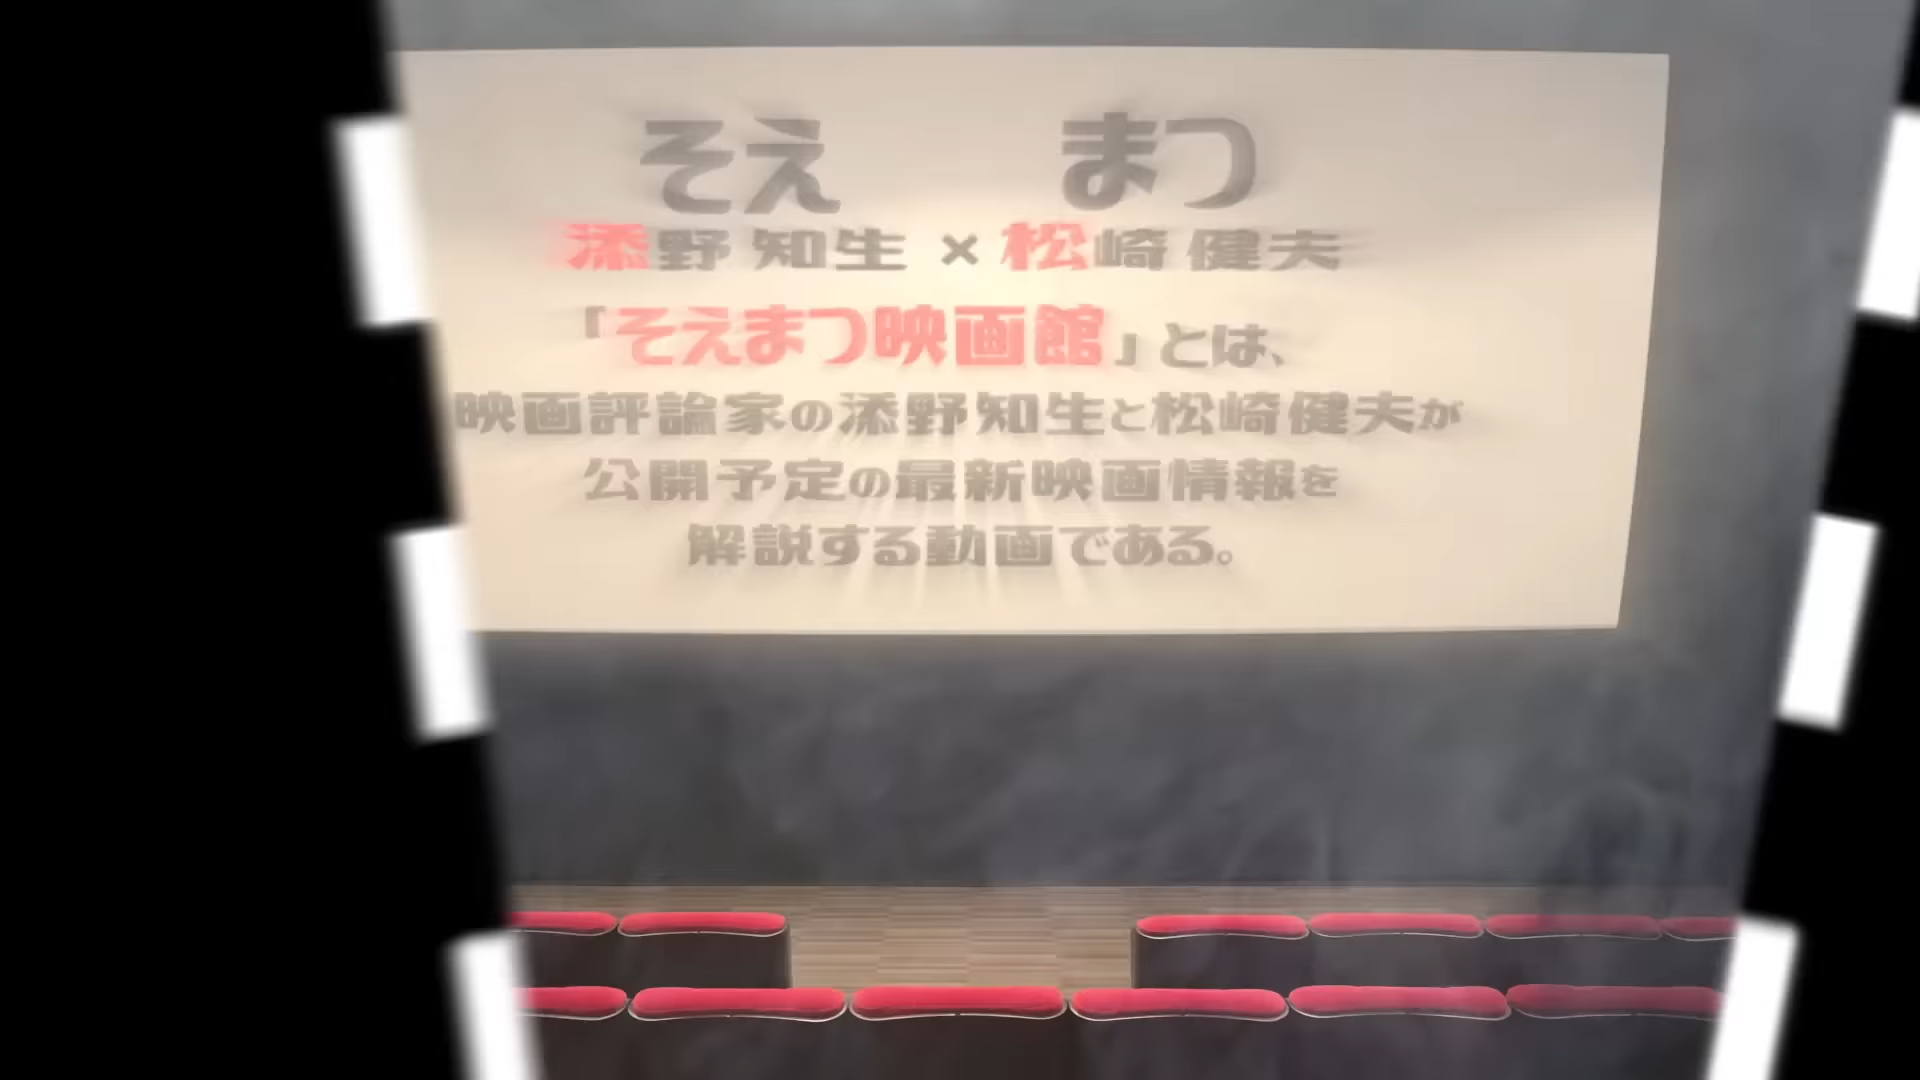 そえ まつ
添野 知生 × 松崎 健夫
「そえまつ映画館」とは、
映画評論家の添野知生と松崎健夫が
公開予定の最新映画情報を
解説する動画である。